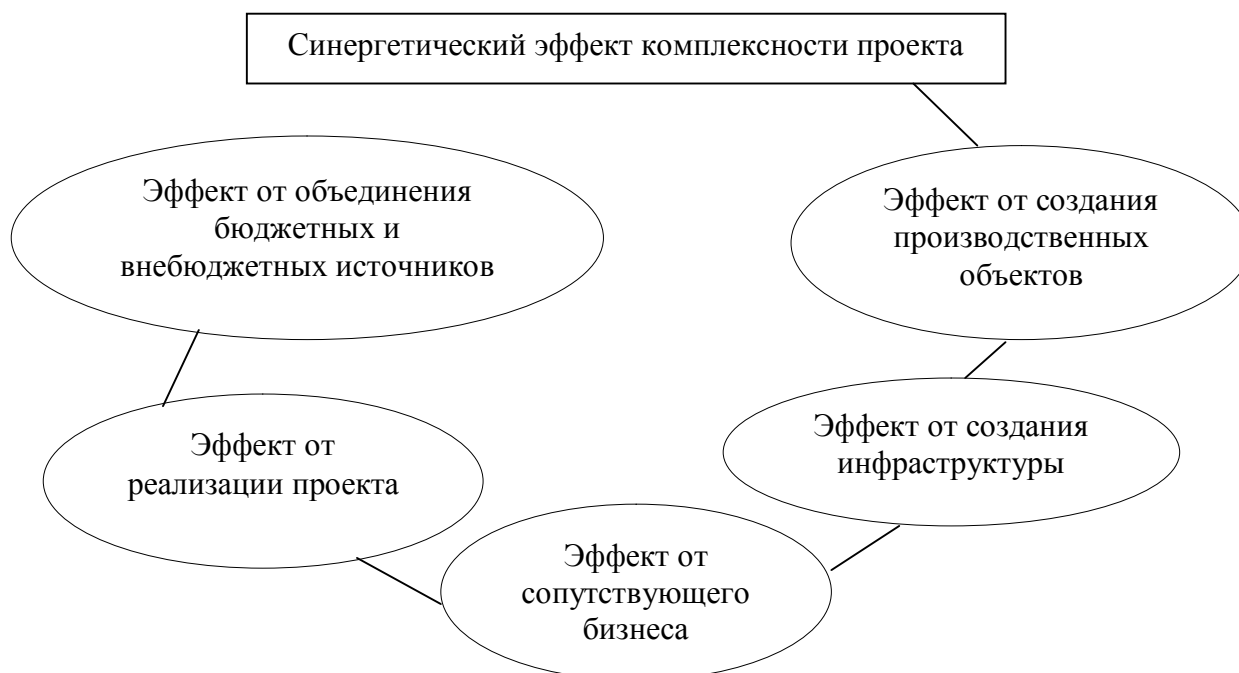 Синергетический эффект комплексности проекта
Эффект от объединения
бюджетных и
внебюджетных источников
Эффект от создания
производственных
объектов
Эффект от
реализации проекта
Эффект от создания
инфраструктуры
Эффект от
сопутствующего
бизнеса